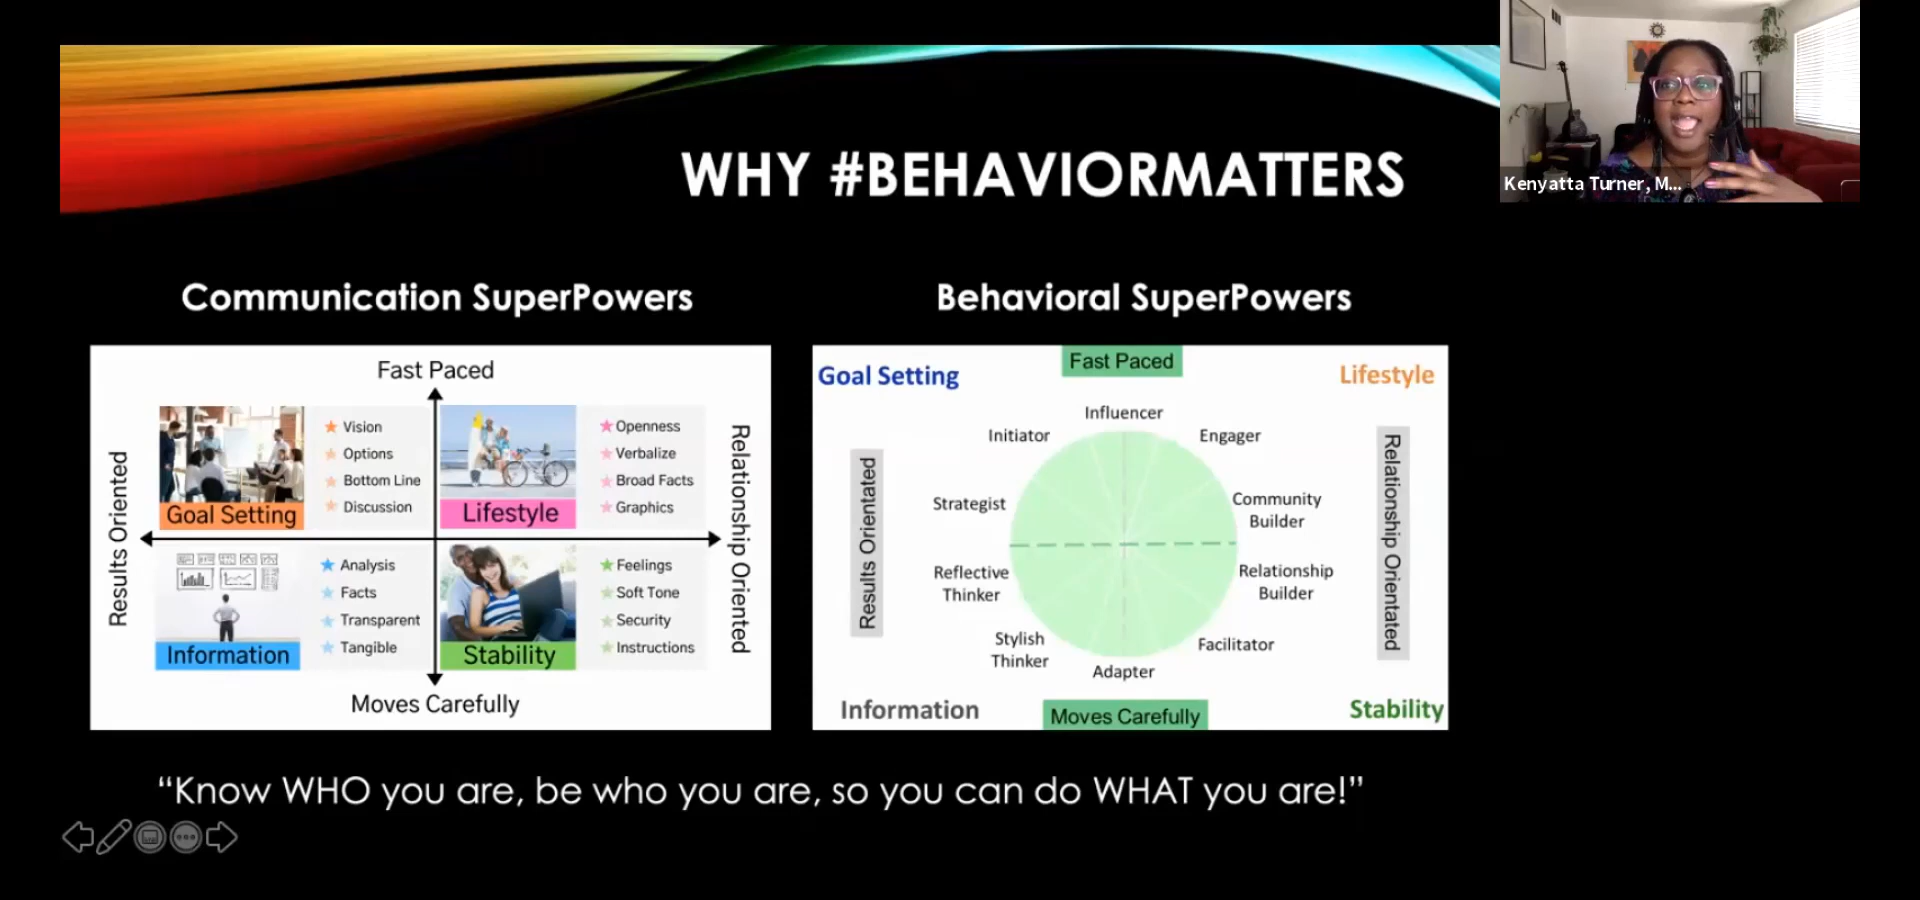 Kenyatta Turner, M...
WHY #BEHAVIORMATTERS
Communication SuperPowers
Fast Paced
Results Oriented
Goal Setting
Vision
Options
Bottom Line
Discussion
Lifestyle
Openness
Verbalize
Broad Facts
Graphics
Relationship Oriented
Information
Analysis
Facts
Transparent
Tangible
Stability
Feelings
Soft Tone
Security
Instructions
Moves Carefully
Behavioral SuperPowers
Goal Setting
Fast Paced
Lifestyle
Influencer
Initiator
Engager
Results Orientated
Strategist
Community
Builder
Relationship Orientated
Reflective
Thinker
Relationship
Builder
Stylish
Thinker
Facilitator
Adapter
Information
Moves Carefully
Stability
“Know WHO you are, be who you are, so you can do WHAT you are!”